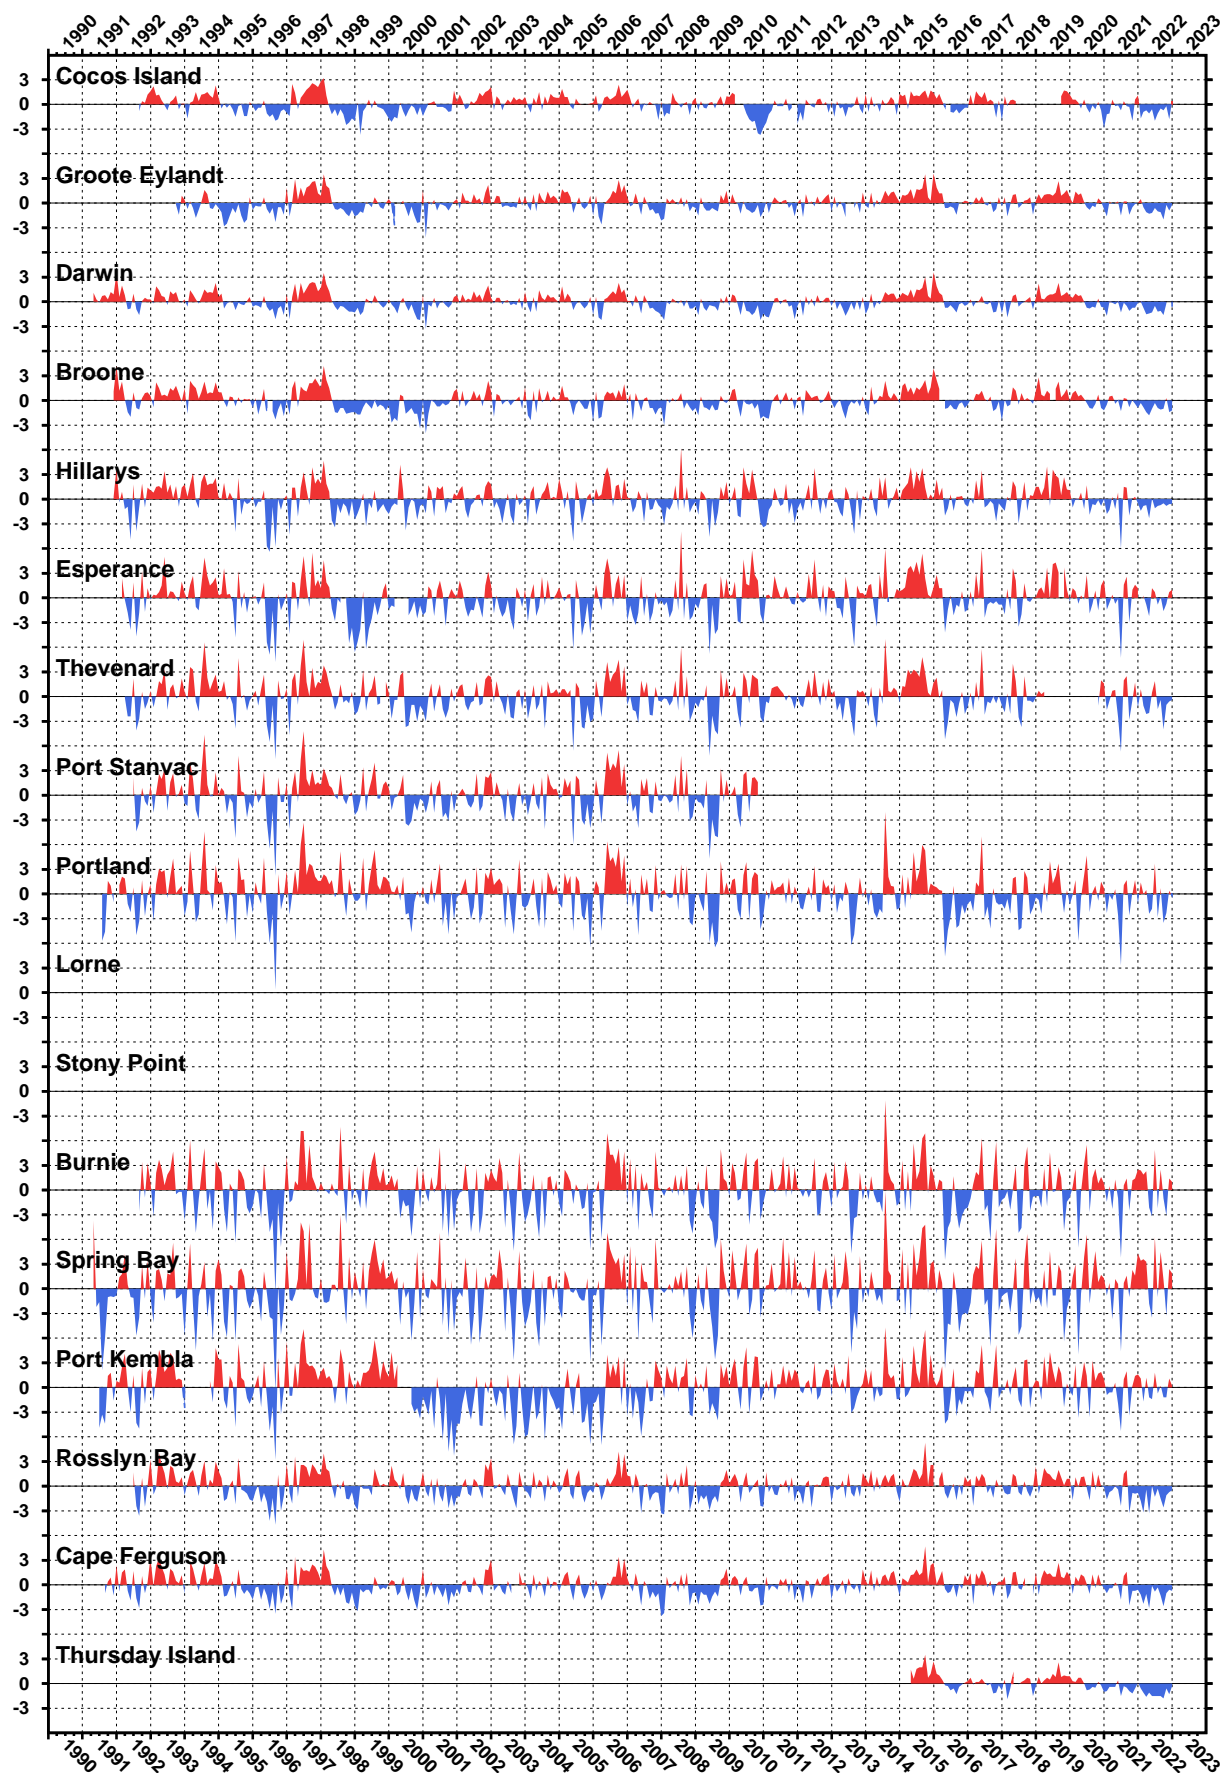 1990 1991 1992 1993 1994 1995 1996 1997 1998 1999 2000 2001 2002 2003 2004 2005 2006 2007 2008 2009 2010 2011 2012 2013 2014 2015 2016 2017 2018 2019 2020 2021 2022 2023
3 Cocos Island
0
-3
3 Groote Eylandt
0
-3
3 Darwin
0
-3
3 Broome
0
-3
3 Hillarys
0
-3
3 Esperance
0
-3
3 Thevenard
0
-3
3 Port Stanvac
0
-3
3 Portland
0
-3
3 Lorne
0
-3
3 Stony Point
0
-3
3 Burnie
0
-3
3 Spring Bay
0
-3
3 Port Kembla
0
-3
3 Rosslyn Bay
0
-3
3 Cape Ferguson
0
-3
3 Thursday Island
0
-3
1990 1991 1992 1993 1994 1995 1996 1997 1998 1999 2000 2001 2002 2003 2004 2005 2006 2007 2008 2009 2010 2011 2012 2013 2014 2015 2016 2017 2018 2019 2020 2021 2022 2023